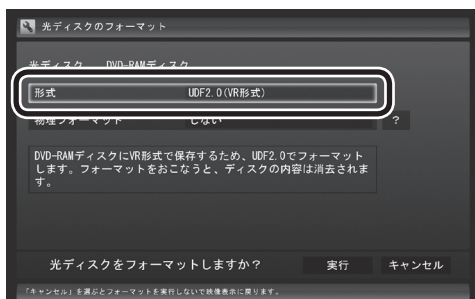 光ディスクのフォーマット
光ディスク DVD-RAMディスク
形式 UDF2.0(VR形式)
物理フォーマット しない ?
DVD-RAMディスクにVR形式で保存するため、UDF2.0でフォーマット
します。フォーマットをおこなうと、ディスクの内容は消去されま
す。
光ディスクをフォーマットしますか? 実行 キャンセル
「キャンセル」を選ぶとフォーマットを実行しないで映像表示に戻ります。